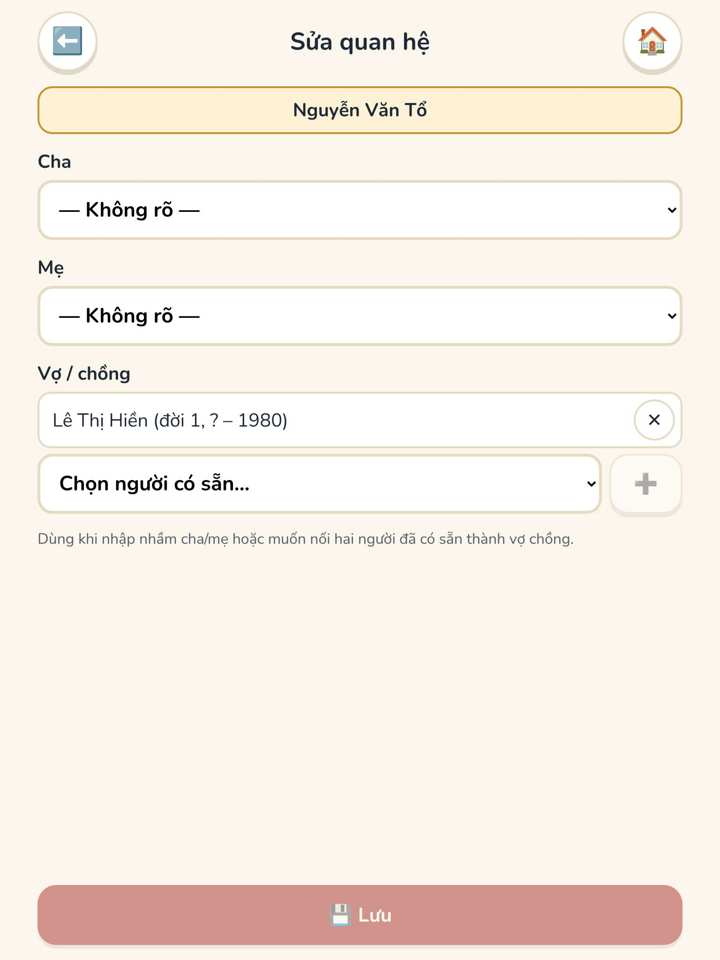 Sửa quan hệ
Nguyễn Văn Tổ
Cha
— Không rõ —
Mẹ
— Không rõ —
Vợ / chồng
Lê Thị Hiền (đời 1, ? – 1980)
Chọn người có sẵn...
Dùng khi nhập nhầm cha/mẹ hoặc muốn nối hai người đã có sẵn thành vợ chồng.
Lưu